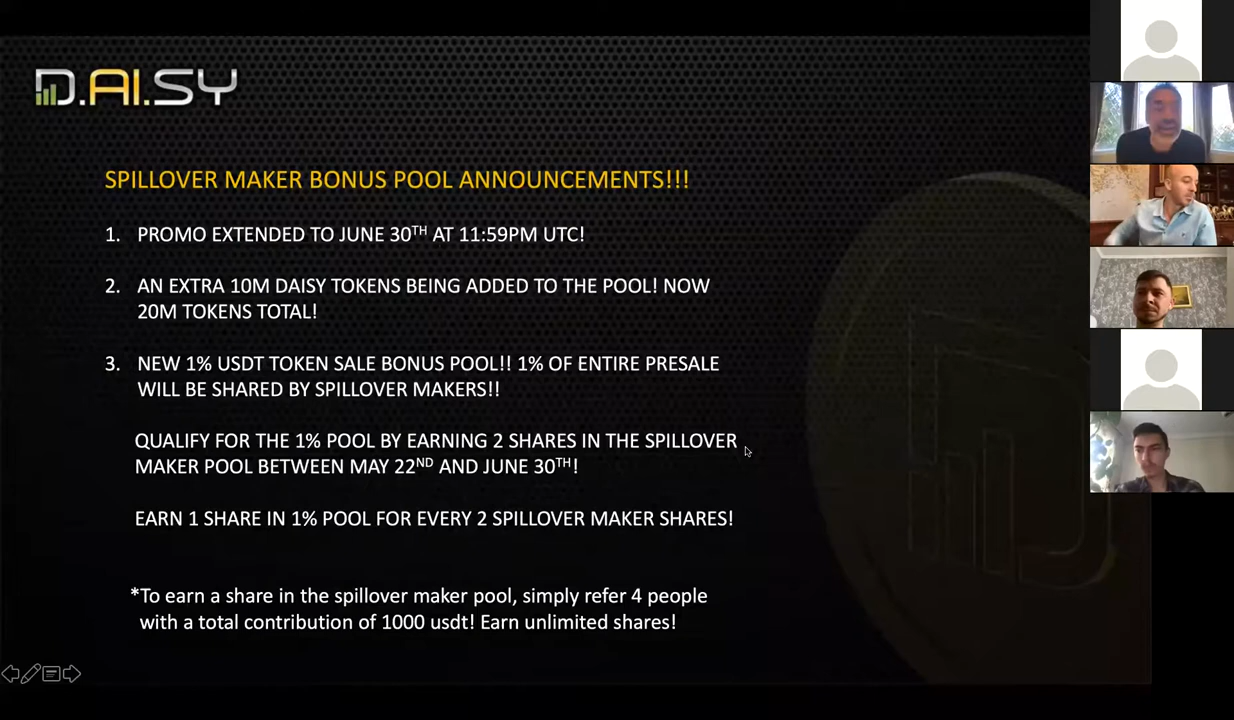 D.AI.SY
SPILLOVER MAKER BONUS POOL ANNOUNCEMENTS!!!
1. PROMO EXTENDED TO JUNE 30TH AT 11:59PM UTC!
2. AN EXTRA 10M DAISY TOKENS BEING ADDED TO THE POOL! NOW
20M TOKENS TOTAL!
3. NEW 1% USDT TOKEN SALE BONUS POOL!! 1% OF ENTIRE PRESALE
WILL BE SHARED BY SPILLOVER MAKERS!!
QUALIFY FOR THE 1% POOL BY EARNING 2 SHARES IN THE SPILLOVER
MAKER POOL BETWEEN MAY 22ND AND JUNE 30TH!
EARN 1 SHARE IN 1% POOL FOR EVERY 2 SPILLOVER MAKER SHARES!
*To earn a share in the spillover maker pool, simply refer 4 people
with a total contribution of 1000 usdt! Earn unlimited shares!